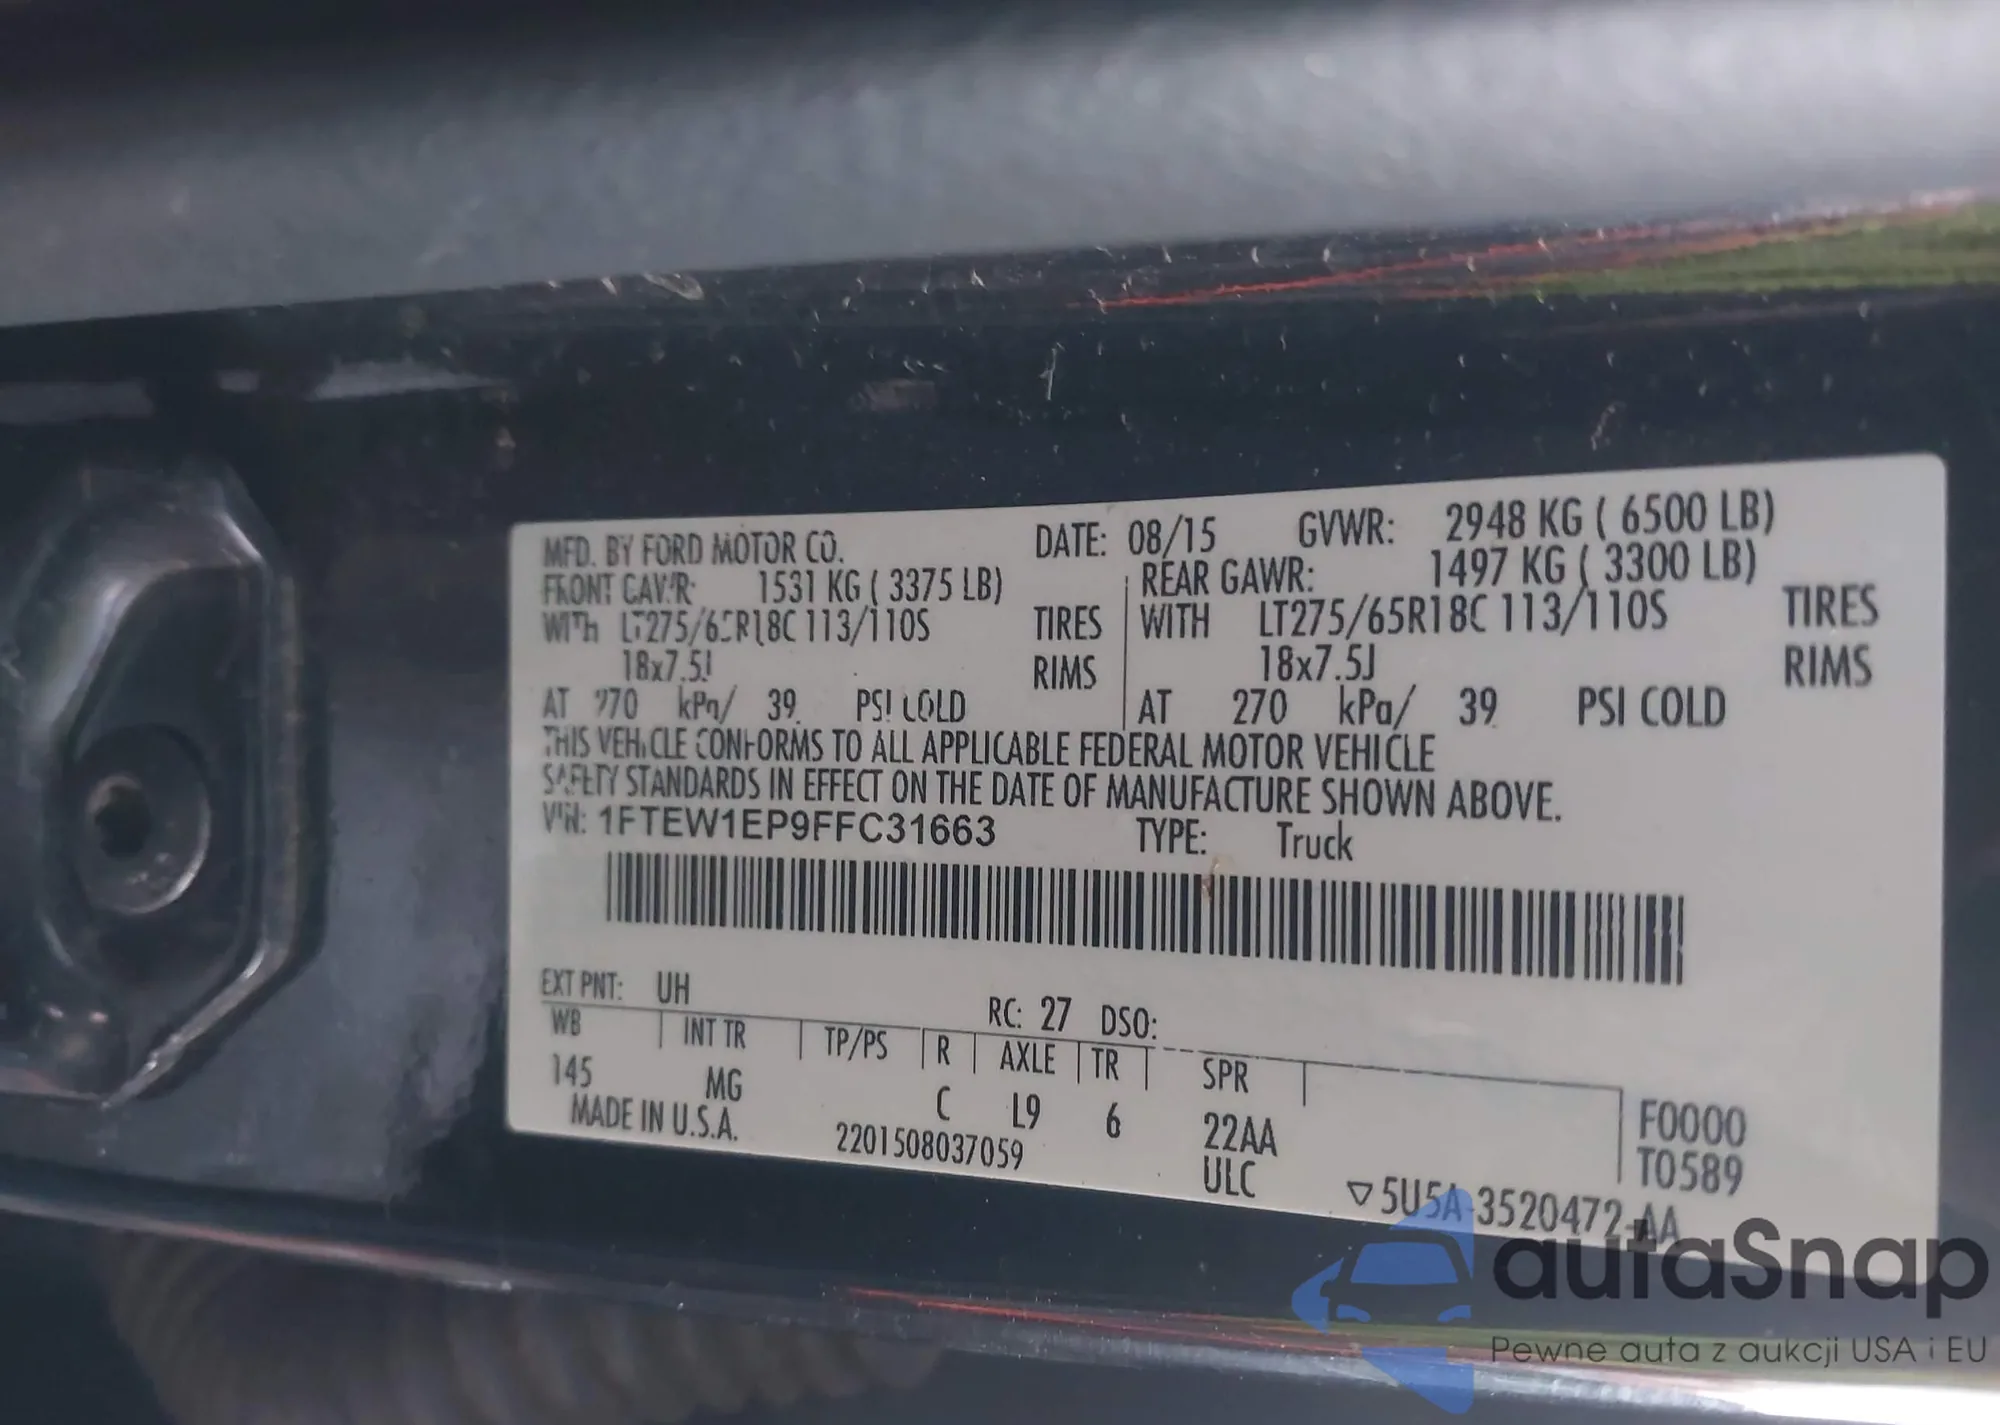 MFD. BY FORD MOTOR CO. DATE: 08/15 GVWR: 2948 KG ( 6500 LB)
FRONT GAWR: 1531 KG ( 3375 LB) REAR GAWR: 1497 KG ( 3300 LB)
WITH LT275/65R18C 113/110S TIRES WITH LT275/65R18C 113/110S TIRES
18x7.5J RIMS 18x7.5J RIMS
AT 270 kPa/ 39 PSI COLD AT 270 kPa/ 39 PSI COLD
THIS VEHICLE CONFORMS TO ALL APPLICABLE FEDERAL MOTOR VEHICLE
SAFETY STANDARDS IN EFFECT ON THE DATE OF MANUFACTURE SHOWN ABOVE.
VIN: 1FTEW1EP9FFC31663 TYPE: Truck
EXT PNT: UH RC: 27 DSO:
WB INT TR TP/PS R AXLE TR SPR
145 MG C L9 6 22AA F0000
MADE IN U.S.A. 2201508037059 ULC T0589
▽5U5A-3520472-AA
autaSnap
Pewne auta z aukcji USA i EU